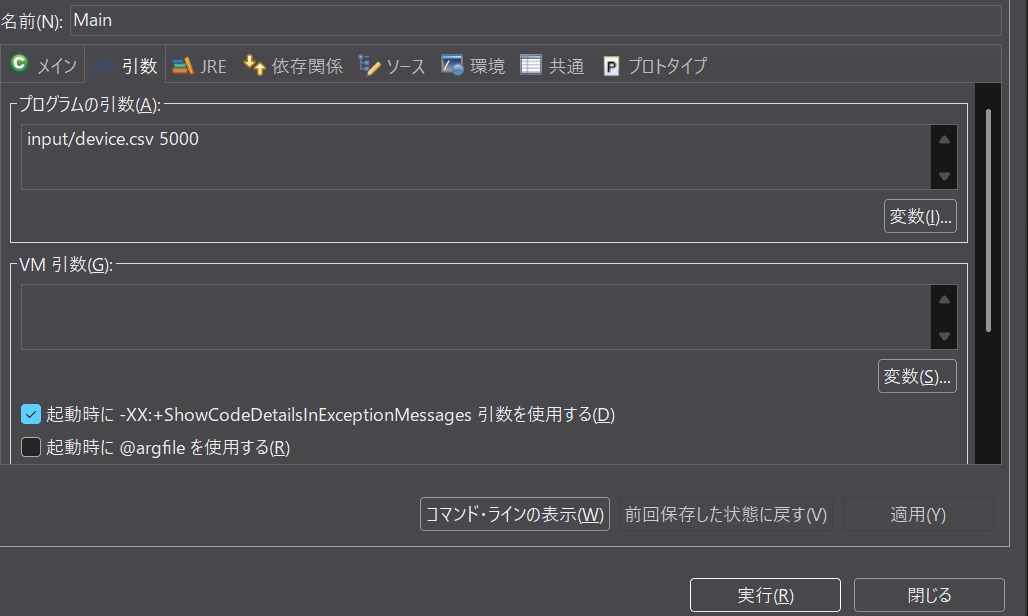 名前(N): Main
メイン 引数 JRE 依存関係 ソース 環境 共通 プロトタイプ
プログラムの引数(A):
input/device.csv 5000
変数(I)...
VM 引数(G):
変数(S)...
起動時に -XX:+ShowCodeDetailsInExceptionMessages 引数を使用する(D)
起動時に @argfile を使用する(R)
コマンド・ラインの表示(W) 前回保存した状態に戻す(V) 適用(Y)
実行(R) 閉じる